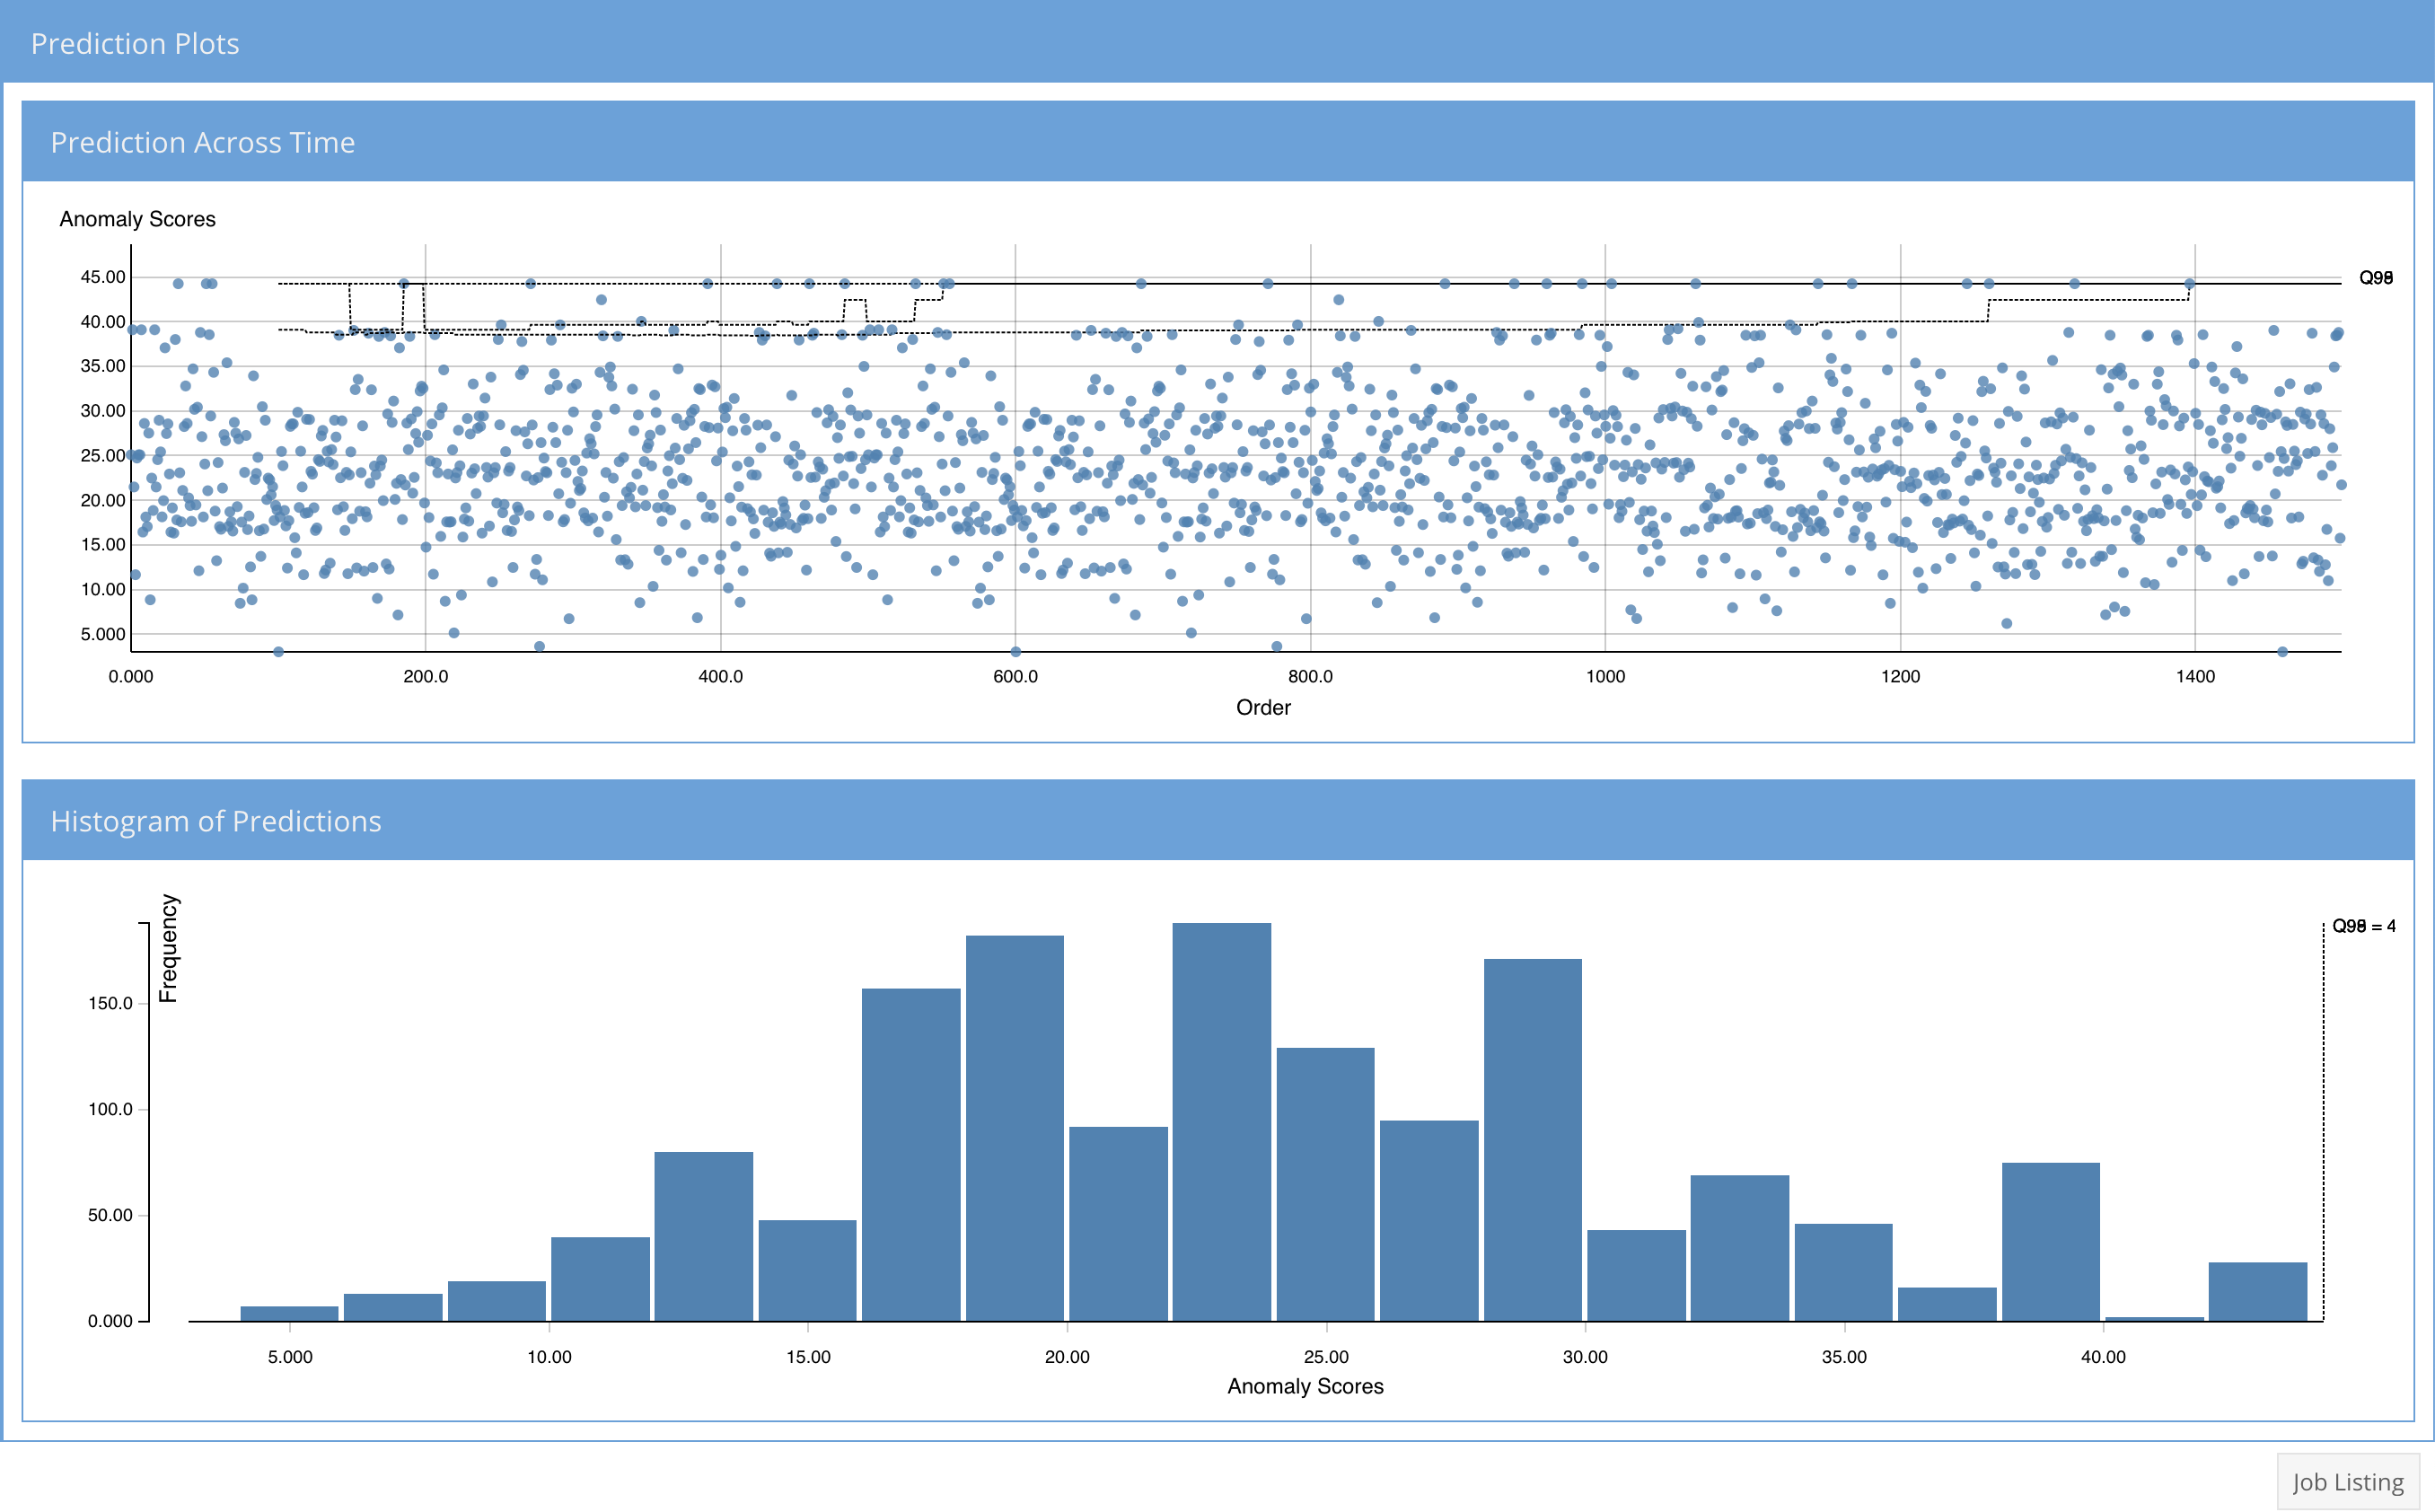 Prediction Plots
Prediction Across Time
Anomaly Scores
45.00
40.00
35.00
30.00
25.00
20.00
15.00
10.00
5.000
0.000 200.0 400.0 600.0 800.0 1000 1200 1400
Order
Histogram of Predictions
Frequency
150.0
100.0
50.00
0.000
5.000 10.00 15.00 20.00 25.00 30.00 35.00 40.00
Anomaly Scores
Job Listing